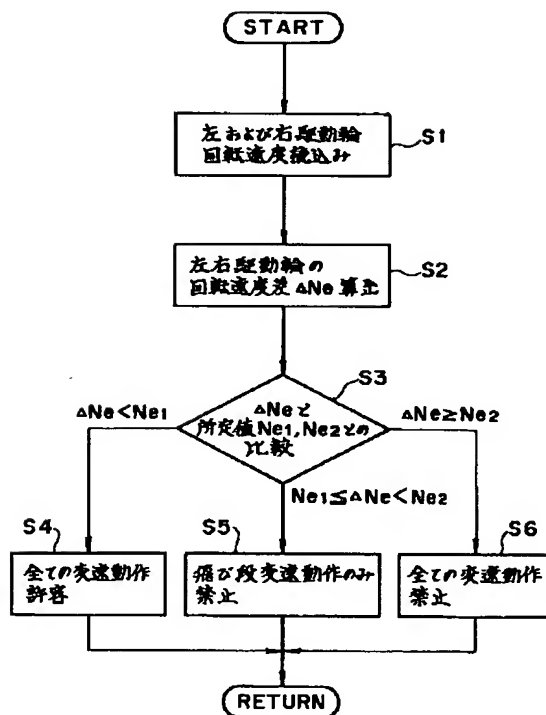 START
左および右駆動輪
回転速度読込み
S1
左右駆動輪の
回転速度差ΔNe算正
S2
S3
ΔNeと
所定値Ne1,Ne2との
比較
ΔNe<Ne1
ΔNe≥Ne2
Ne1≦ΔNe<Ne2
S4
全ての変速動作
許容
S5
飛び段変速動作のみ
禁止
S6
全ての変速動作
禁止
RETURN